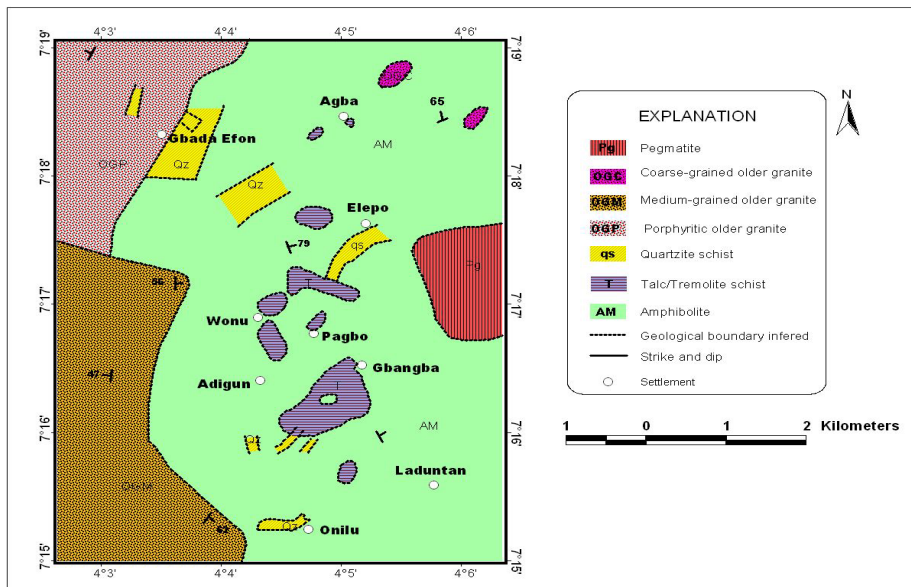 4°3' 4°4' 4°5' 4°6'
7°19' 7°19'
OGC
Agba
65
Gbada Efon
AM
OGP
Qz
7°18' 7°18'
Qz
Elepo
79
qs
Pg
56
T
7°17' 7°17'
Wonu
Pagbo
Gbangba
47
Adigun
T
AM
7°16' 7°16'
Laduntan
OGM
62
Qz
Onilu
7°15' 7°15'
4°3' 4°4' 4°5' 4°6'
N
EXPLANATION
Pg Pegmatite
OGC Coarse-grained older granite
OGM Medium-grained older granite
OGP Porphyritic older granite
qs Quartzite schist
T Talc/Tremolite schist
AM Amphibolite
Geological boundary infered
Strike and dip
Settlement
1 0 1 2 Kilometers